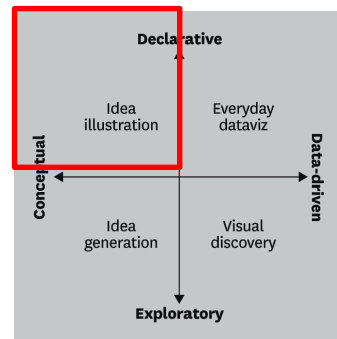 Declarative
Idea
illustration
Everyday
dataviz
Conceptual
Data-driven
Idea
generation
Visual
discovery
Exploratory